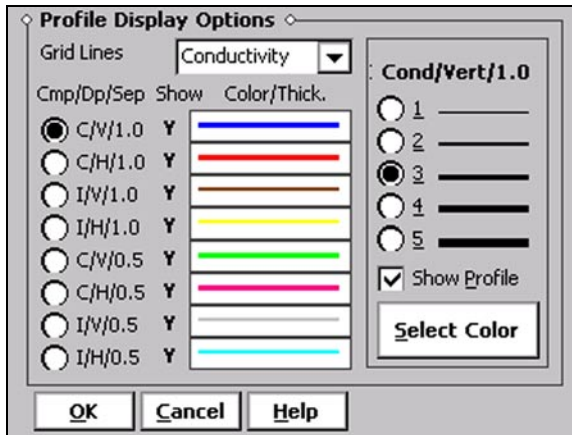 Profile Display Options
Grid Lines Conductivity
Cmp/Dp/Sep Show Color/Thick.
C/V/1.0 Y
C/H/1.0 Y
I/V/1.0 Y
I/H/1.0 Y
C/V/0.5 Y
C/H/0.5 Y
I/V/0.5 Y
I/H/0.5 Y
Cond/Vert/1.0
1
2
3
4
5
Show Profile
Select Color
OK Cancel Help